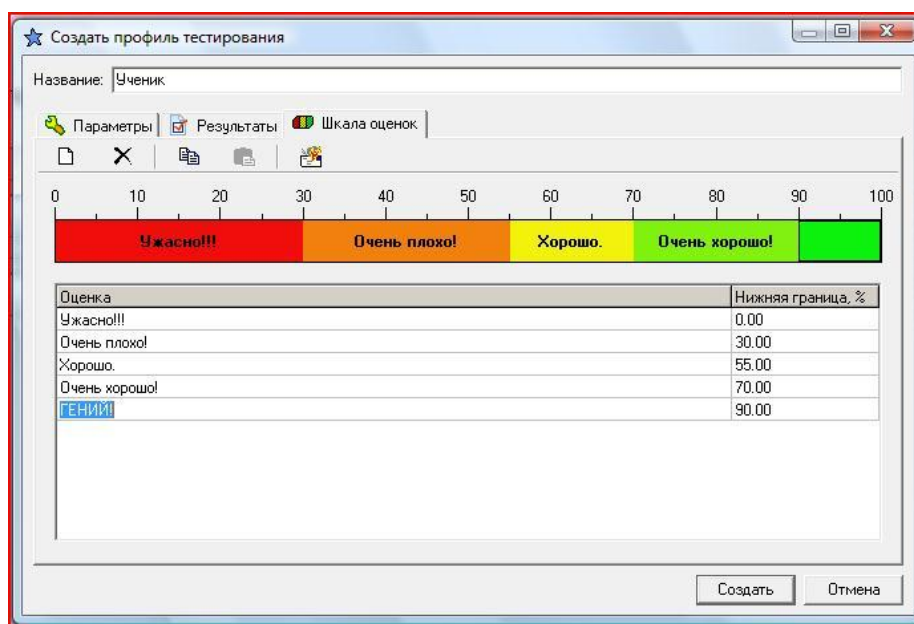 Создать профиль тестирования
Название: Ученик
Параметры Результаты Шкала оценок
0 10 20 30 40 50 60 70 80 90 100
Ужасно!!! Очень плохо! Хорошо. Очень хорошо!
Оценка Нижняя граница, %
Ужасно!!! 0.00
Очень плохо! 30.00
Хорошо. 55.00
Очень хорошо! 70.00
ГЕНИЙ! 90.00
Создать Отмена